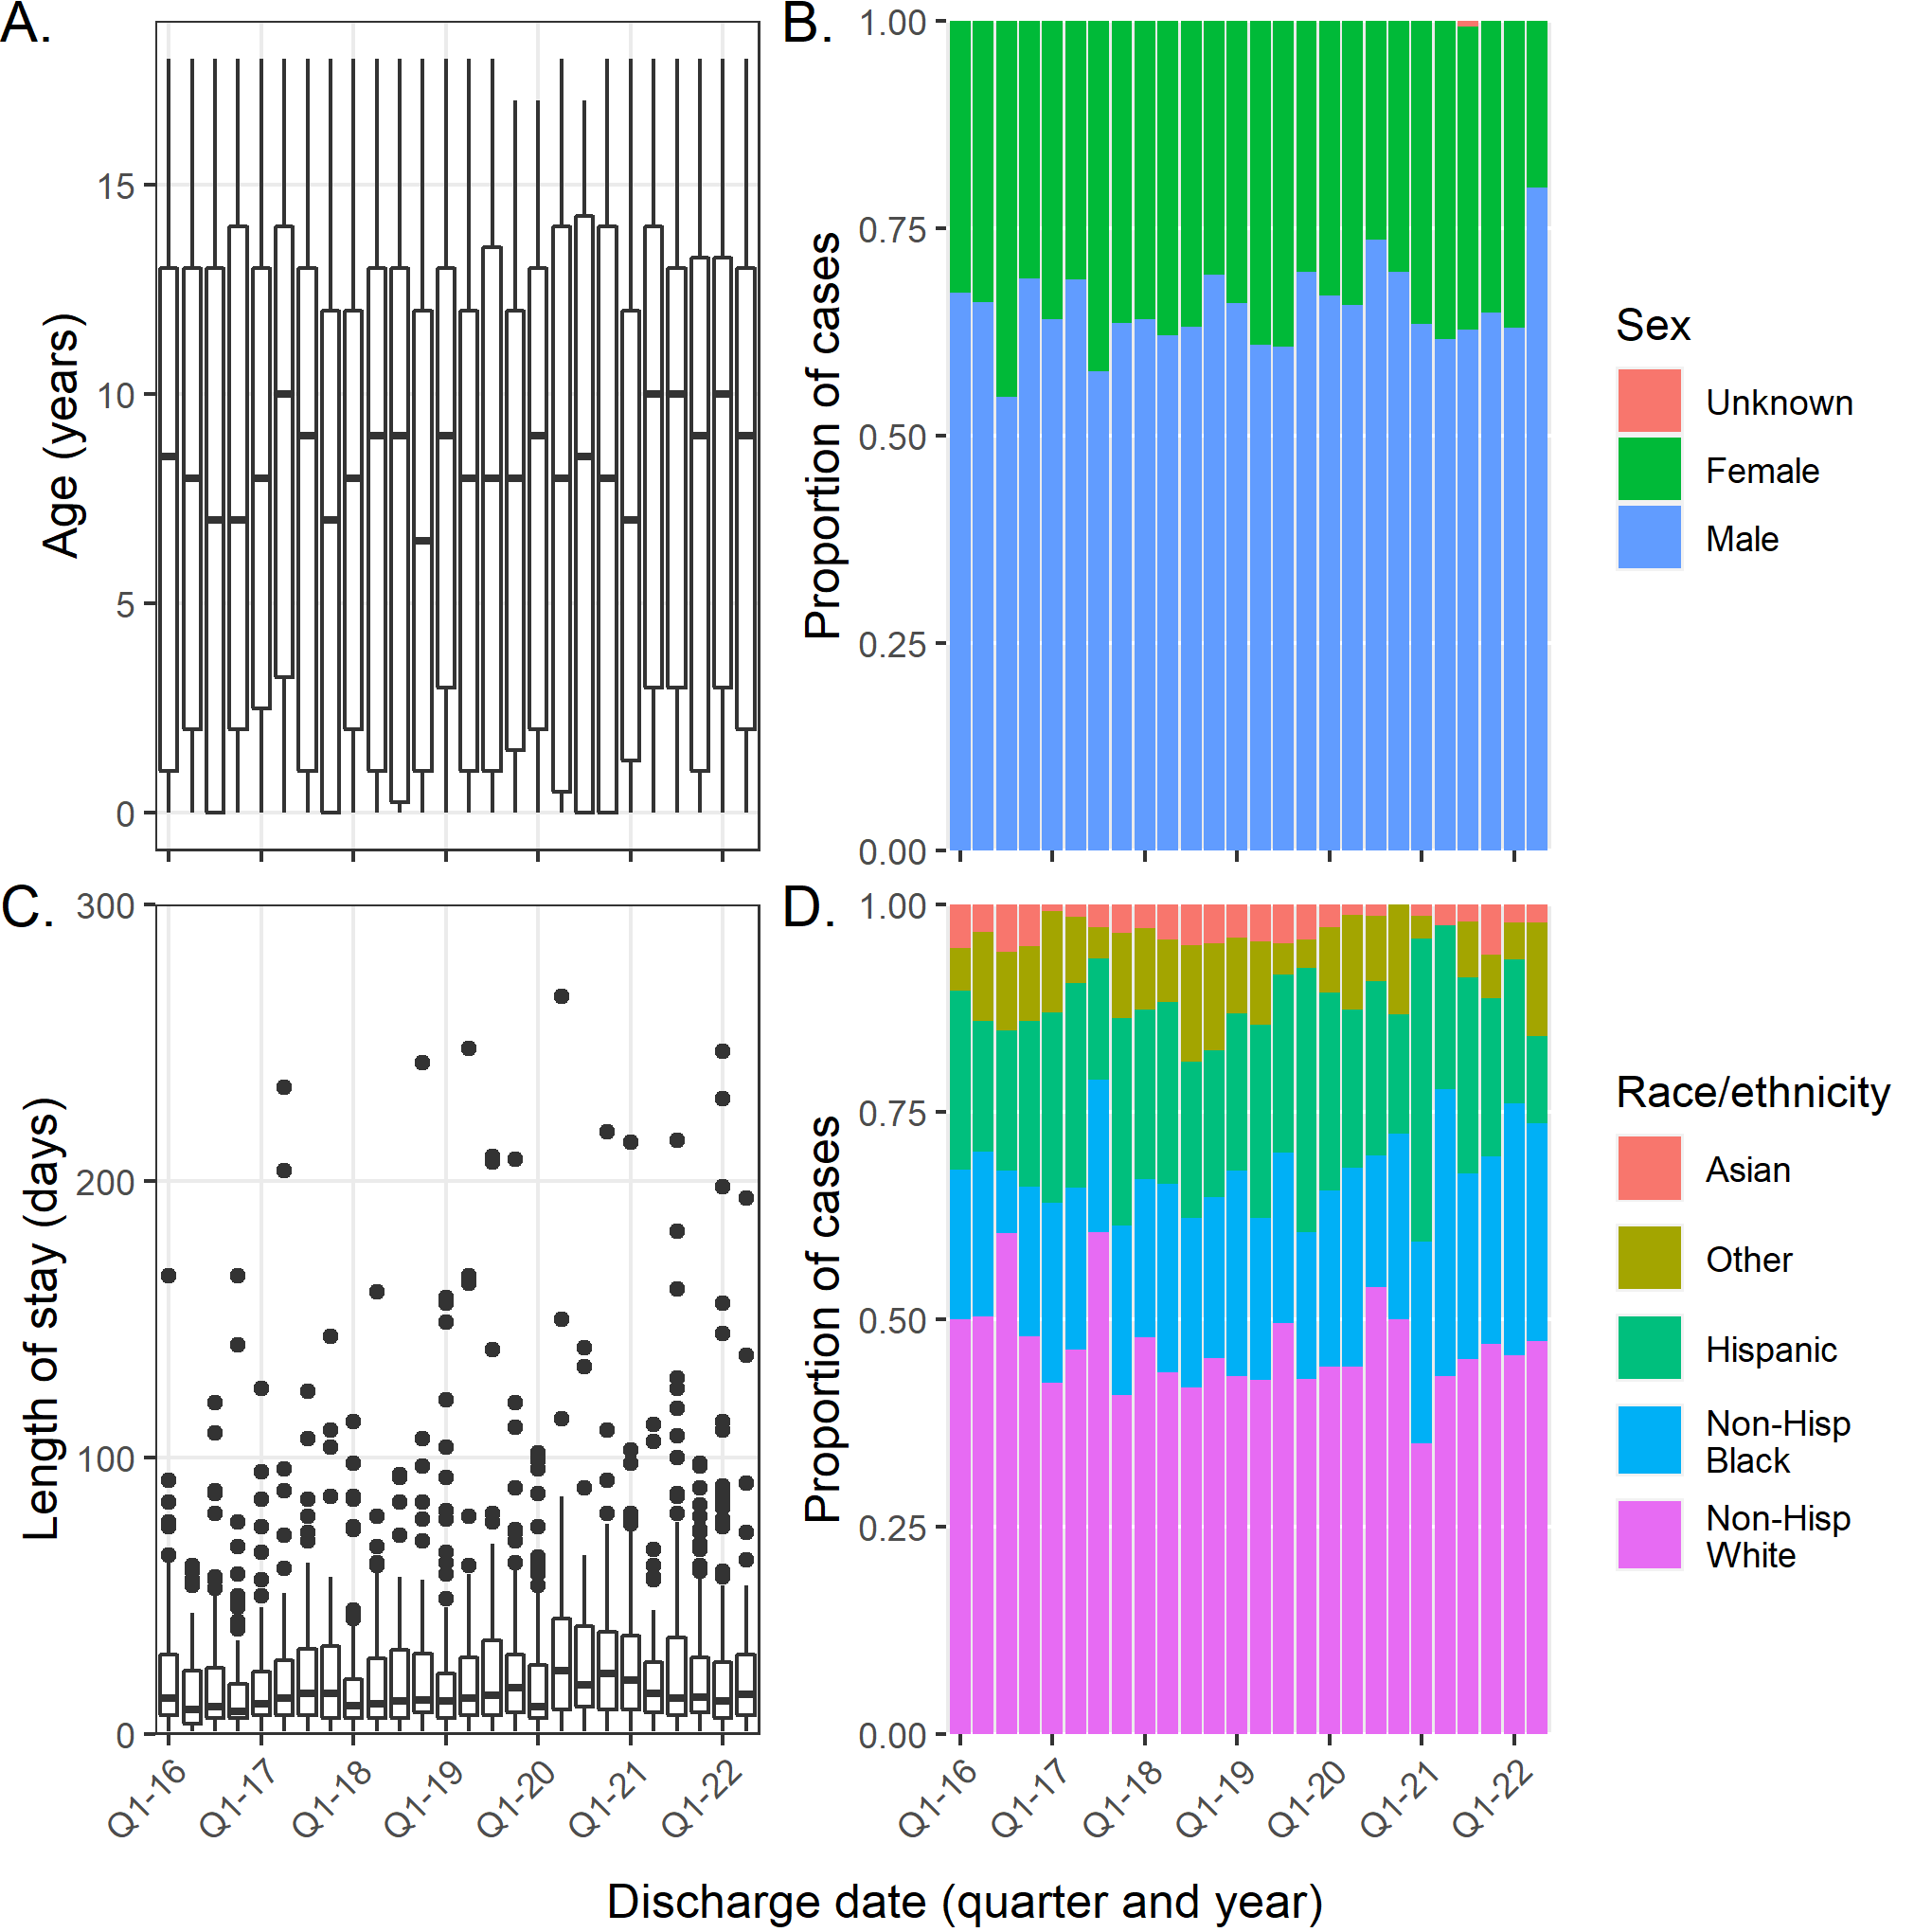 A.
Age (years)
15
10
5
0
B.
Proportion of cases
1.00
0.75
0.50
0.25
0.00
Sex
Unknown
Female
Male
C.
Length of stay (days)
300
200
100
0
Q1-16
Q1-17
Q1-18
Q1-19
Q1-20
Q1-21
Q1-22
D.
Proportion of cases
1.00
0.75
0.50
0.25
0.00
Q1-16
Q1-17
Q1-18
Q1-19
Q1-20
Q1-21
Q1-22
Race/ethnicity
Asian
Other
Hispanic
Non-Hisp
Black
Non-Hisp
White
Discharge date (quarter and year)